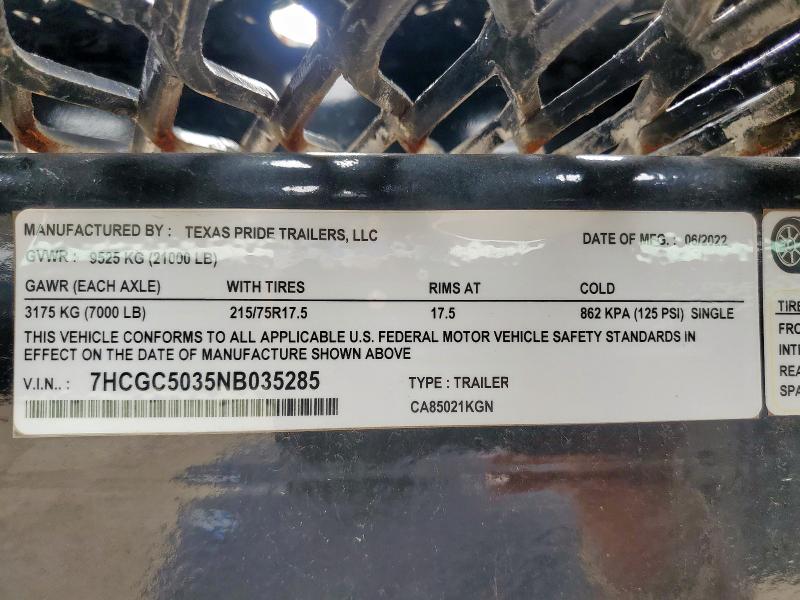 MANUFACTURED BY : TEXAS PRIDE TRAILERS, LLC DATE OF MFG. : 06/2022
GVWR : 9525 KG (21000 LB)
GAWR (EACH AXLE) WITH TIRES RIMS AT COLD
3175 KG (7000 LB) 215/75R17.5 17.5 862 KPA (125 PSI) SINGLE
THIS VEHICLE CONFORMS TO ALL APPLICABLE U.S. FEDERAL MOTOR VEHICLE SAFETY STANDARDS IN
EFFECT ON THE DATE OF MANUFACTURE SHOWN ABOVE
V.I.N.. : 7HCGC5035NB035285 TYPE : TRAILER
CA85021KGN
TIRE
FRO
INTE
REA
SPA